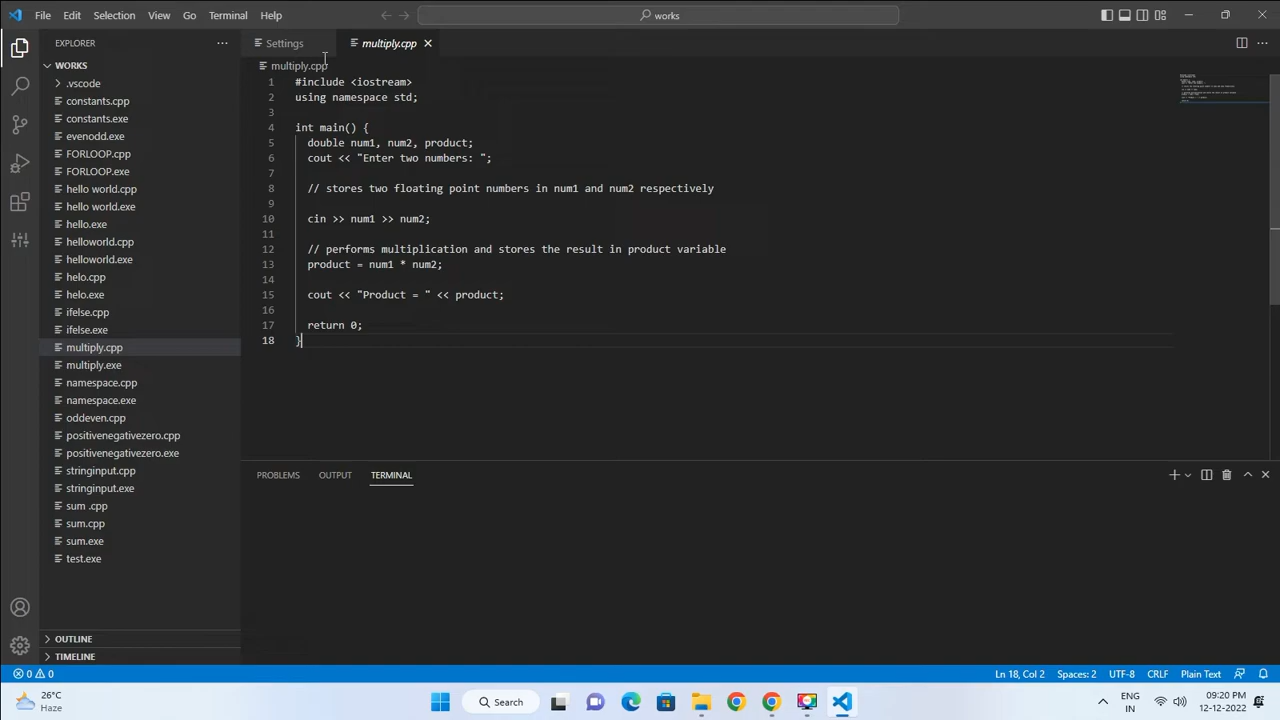 File Edit Selection View Go Terminal Help
works
EXPLORER
WORKS
.vscode
constants.cpp
constants.exe
evenodd.exe
FORLOOP.cpp
FORLOOP.exe
hello world.cpp
hello world.exe
hello.exe
helloworld.cpp
helloworld.exe
helo.cpp
helo.exe
ifelse.cpp
ifelse.exe
multiply.cpp
multiply.exe
namespace.cpp
namespace.exe
oddeven.cpp
positivenegativezero.cpp
positivenegativezero.exe
stringinput.cpp
stringinput.exe
sum .cpp
sum.cpp
sum.exe
test.exe
OUTLINE
TIMELINE
Settings multiply.cpp
multiply.cpp
1 #include <iostream>
2 using namespace std;
3
4 int main() {
5 double num1, num2, product;
6 cout << "Enter two numbers: ";
7
8 // stores two floating point numbers in num1 and num2 respectively
9
10 cin >> num1 >> num2;
11
12 // performs multiplication and stores the result in product variable
13 product = num1 * num2;
14
15 cout << "Product = " << product;
16
17 return 0;
18 }
PROBLEMS OUTPUT TERMINAL
0 0 Ln 18, Col 2 Spaces: 2 UTF-8 CRLF Plain Text
26°C
Haze
Search
ENG
IN
09:20 PM
12-12-2022